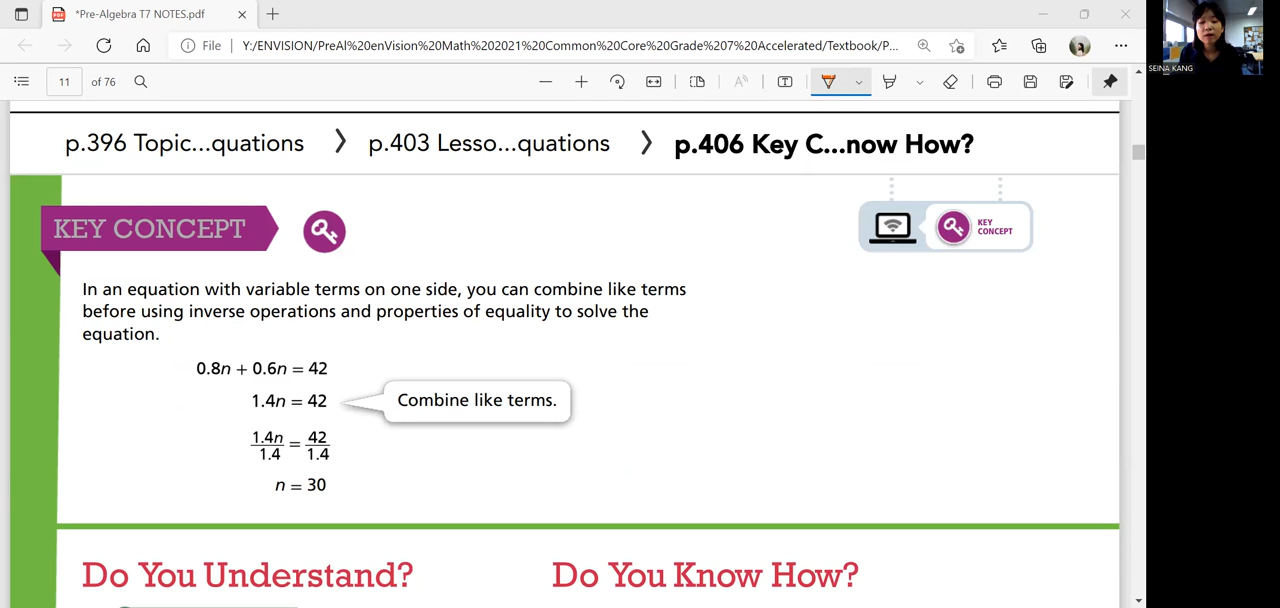 *Pre-Algebra T7 NOTES.pdf
File Y:/ENVISION/PreAl%20enVision%20Math%202021%20Common%20Core%20Grade%207%20Accelerated/Textbook/P...
11 of 76
SEINA KANG
p.396 Topic...quations > p.403 Lesso...quations > p.406 Key C...now How?
KEY CONCEPT
KEY
CONCEPT
In an equation with variable terms on one side, you can combine like terms
before using inverse operations and properties of equality to solve the
equation.
0.8n + 0.6n = 42
1.4n = 42 Combine like terms.
1.4n/1.4 = 42/1.4
n = 30
Do You Understand? Do You Know How?